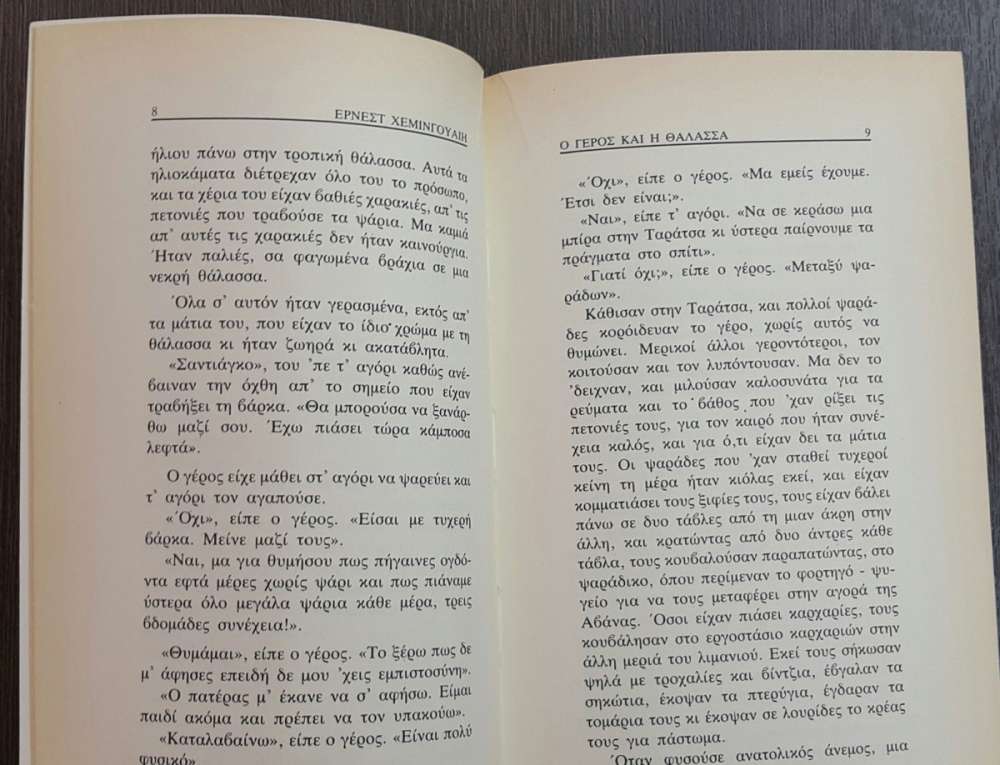 8
ΕΡΝΕΣΤ ΧΕΜΙΝΓΟΥΑΙΗ
ήλιου πάνω στην τροπική θάλασσα. Αυτά τα
ηλιοκάματα διέτρεχαν όλο του το πρόσωπο,
και τα χέρια του είχαν βαθιές χαρακιές, απ' τις
πετονιές που τραβούσε τα ψάρια. Μα καμιά
απ' αυτές τις χαρακιές δεν ήταν καινούργια.
Ήταν παλιές, σα φαγωμένα βράχια σε μια
νεκρή θάλασσα.
Όλα σ' αυτόν ήταν γερασμένα, εκτός απ'
τα μάτια του, που είχαν το ίδιο χρώμα με τη
θάλασσα κι ήταν ζωηρά κι ακατάβλητα.
«Σαντιάγκο», του 'πε τ' αγόρι καθώς ανέ-
βαιναν την όχθη απ' το σημείο που είχαν
τραβήξει τη βάρκα. «Θα μπορούσα να ξανάρ-
θω μαζί σου. Έχω πιάσει τώρα κάμποσα
λεφτά».
Ο γέρος είχε μάθει στ' αγόρι να ψαρεύει και
τ' αγόρι τον αγαπούσε.
«Όχι», είπε ο γέρος. «Είσαι με τυχερή
βάρκα. Μείνε μαζί τους».
«Ναι, μα για θυμήσου πως πήγαινες ογδό-
ντα εφτά μέρες χωρίς ψάρι και πως πιάναμε
ύστερα όλο μεγάλα ψάρια κάθε μέρα, τρεις
βδομάδες συνέχεια!».
«Θυμάμαι», είπε ο γέρος. «Το ξέρω πως δε
μ' άφησες επειδή δε μου 'χεις εμπιστοσύνη».
«Ο πατέρας μ' έκανε να σ' αφήσω. Είμαι
παιδί ακόμα και πρέπει να τον υπακούω».
«Καταλαβαίνω», είπε ο γέρος. «Είναι πολύ
φυσικό»
Ο ΓΕΡΟΣ ΚΑΙ Η ΘΑΛΑΣΣΑ
9
«Όχι», είπε ο γέρος. «Μα εμείς έχουμε.
Έτσι δεν είναι;».
«Ναι», είπε τ' αγόρι. «Να σε κεράσω μια
μπίρα στην Ταράτσα κι ύστερα παίρνουμε τα
πράγματα στο σπίτι».
«Γιατί όχι;», είπε ο γέρος. «Μεταξύ ψα-
ράδων».
Κάθισαν στην Ταράτσα, και πολλοί ψαρά-
δες κορόιδευαν το γέρο, χωρίς αυτός να
θυμώνει. Μερικοί άλλοι γεροντότεροι, τον
κοιτούσαν και τον λυπόντουσαν. Μα δεν το
'δειχναν, και μιλούσαν καλοσυνάτα για τα
ρεύματα και το βάθος που 'χαν ρίξει τις
πετονιές τους, για τον καιρό που ήταν συνέ-
χεια καλός, και για ό,τι είχαν δει τα μάτια
τους. Οι ψαράδες που 'χαν σταθεί τυχεροί
κείνη τη μέρα ήταν κιόλας εκεί, και είχαν
κομματιάσει τους ξιφίες τους, τους είχαν βάλει
πάνω σε δυο τάβλες από τη μιαν άκρη στην
άλλη, και κρατώντας από δυο άντρες κάθε
τάβλα, τους κουβαλούσαν παραπατώντας, στο
ψαράδικο, όπου περίμεναν το φορτηγό - ψυ-
γείο για να τους μεταφέρει στην αγορά της
Αβάνας. Όσοι είχαν πιάσει καρχαρίες, τους
κουβάλησαν στο εργοστάσιο καρχαριών στην
άλλη μεριά του λιμανιού. Εκεί τους σήκωσαν
ψηλά με τροχαλίες και βίντζια, έβγαλαν τα
σηκώτια, έκοψαν τα πτερύγια, έγδαραν τα
τομάρια τους κι έκοψαν σε λουρίδες το κρέας
τους για πάστωμα.
Όταν φυσούσε ανατολικός άνεμος, μια